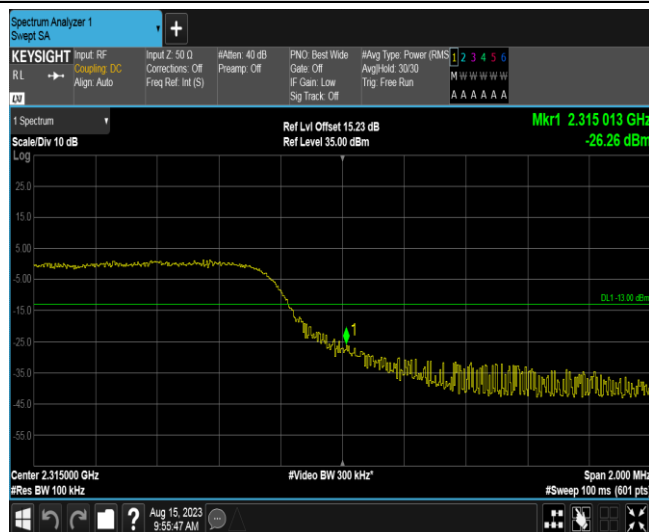 Spectrum Analyzer 1
Swept SA
KEYSIGHT
RL
LXI
Input: RF
Coupling: DC
Align: Auto
Input Z: 50 Ω
Corrections: Off
Freq Ref: Int (S)
#Atten: 40 dB
Preamp: Off
PNO: Best Wide
Gate: Off
IF Gain: Low
Sig Track: Off
#Avg Type: Power (RMS
Avg|Hold: 30/30
Trig: Free Run
1 2 3 4 5 6
M W W W W W
A A A A A A
1 Spectrum
Scale/Div 10 dB
Log
Ref Lvl Offset 15.23 dB
Ref Level 35.00 dBm
Mkr1 2.315 013 GHz
-26.26 dBm
25.0
15.0
5.00
-5.00
DL1 -13.00 dBm
-15.0
1
-25.0
-35.0
-45.0
-55.0
Center 2.315000 GHz
#Video BW 300 kHz*
Span 2.000 MHz
#Res BW 100 kHz
#Sweep 100 ms (601 pts)
?
Aug 15, 2023
9:55:47 AM